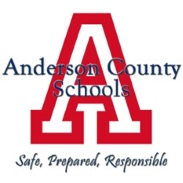 A
Anderson County
Schools
Safe, Prepared, Responsible